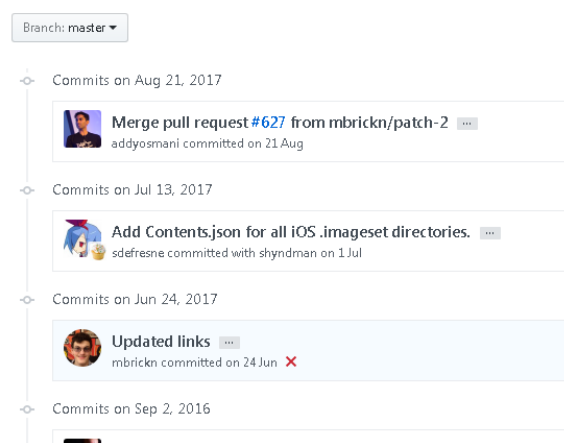 Branch: master
Commits on Aug 21, 2017
Merge pull request #627 from mbrickn/patch-2 ...
addyosmani committed on 21 Aug
Commits on Jul 13, 2017
Add Contents.json for all iOS .imageset directories. ...
sdefresne committed with shyndman on 1 Jul
Commits on Jun 24, 2017
Updated links ...
mbrickn committed on 24 Jun
Commits on Sep 2, 2016